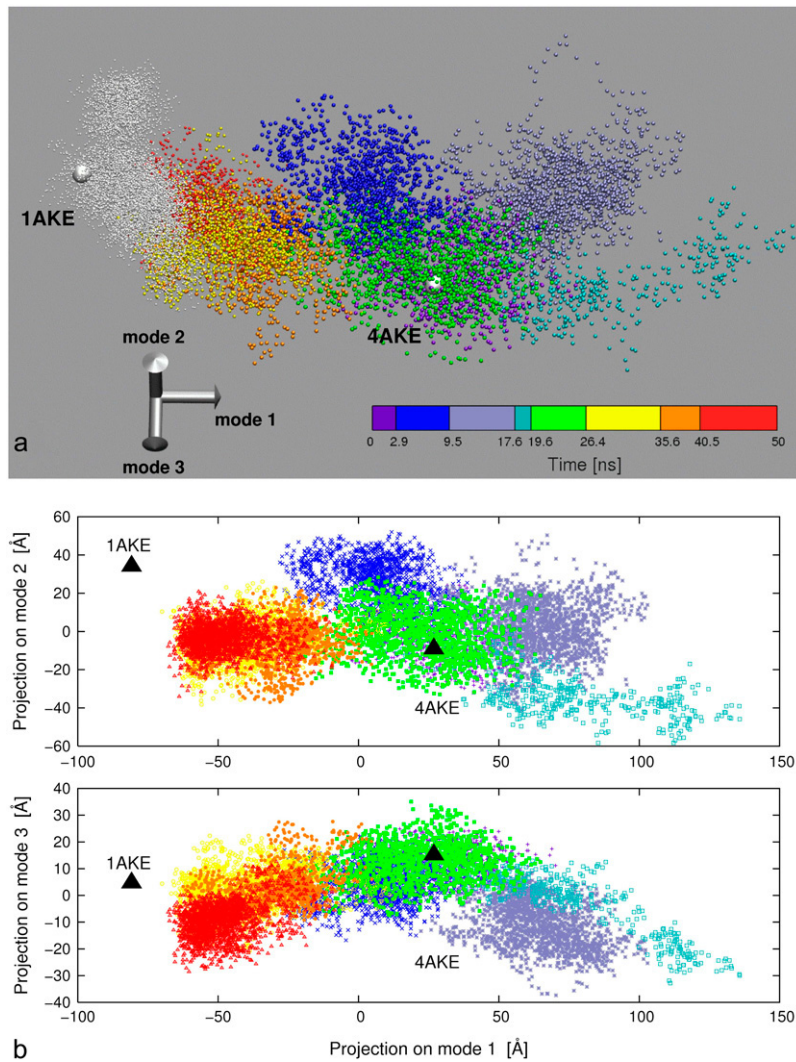 1AKE
4AKE
mode 2
mode 1
mode 3
a
0 2.9 9.5 17.6 19.6 26.4 35.6 40.5 50
Time [ns]
Projection on mode 2 [Å]
60
40
20
0
−20
−40
−60
1AKE
4AKE
−100 −50 0 50 100 150
Projection on mode 3 [Å]
40
30
20
10
0
−10
−20
−30
−40
1AKE
4AKE
−100 −50 0 50 100 150
b
Projection on mode 1 [Å]